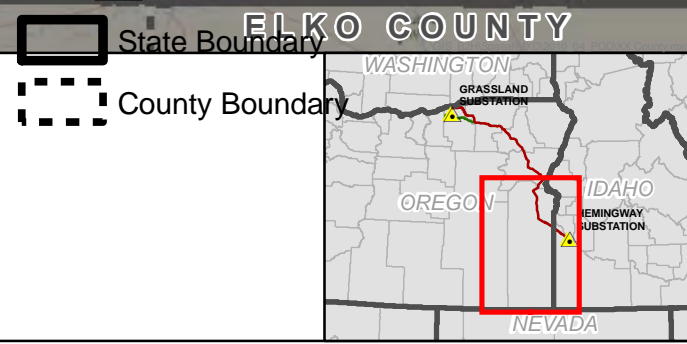 ELKO COUNTY
State Boundary
County Boundary
WASHINGTON
GRASSLAND
SUBSTATION
OREGON
IDAHO
HEMINGWAY
SUBSTATION
NEVADA